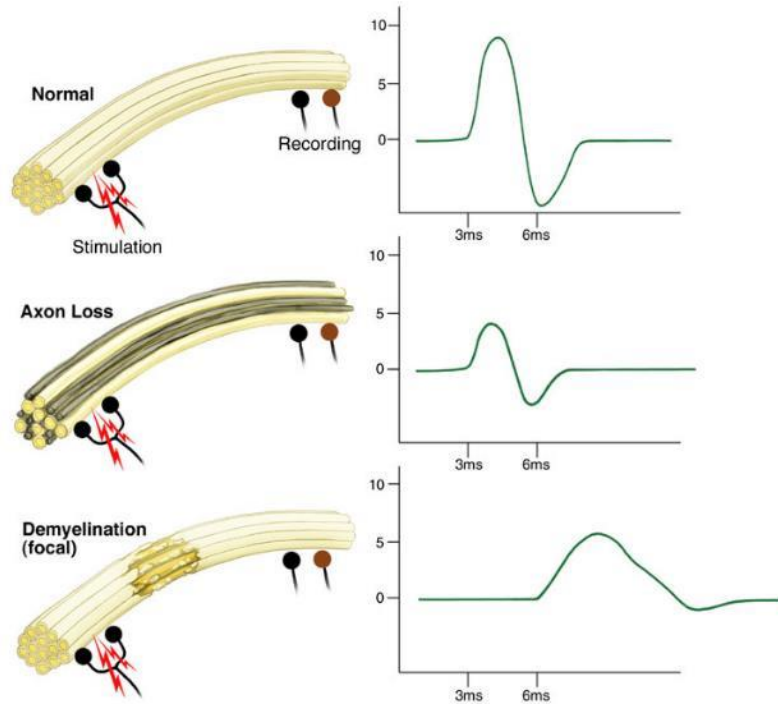 Normal
Recording
Stimulation
10
5
0
3ms
6ms
Axon Loss
10
5
0
3ms
6ms
Demyelination
(focal)
10
5
0
3ms
6ms